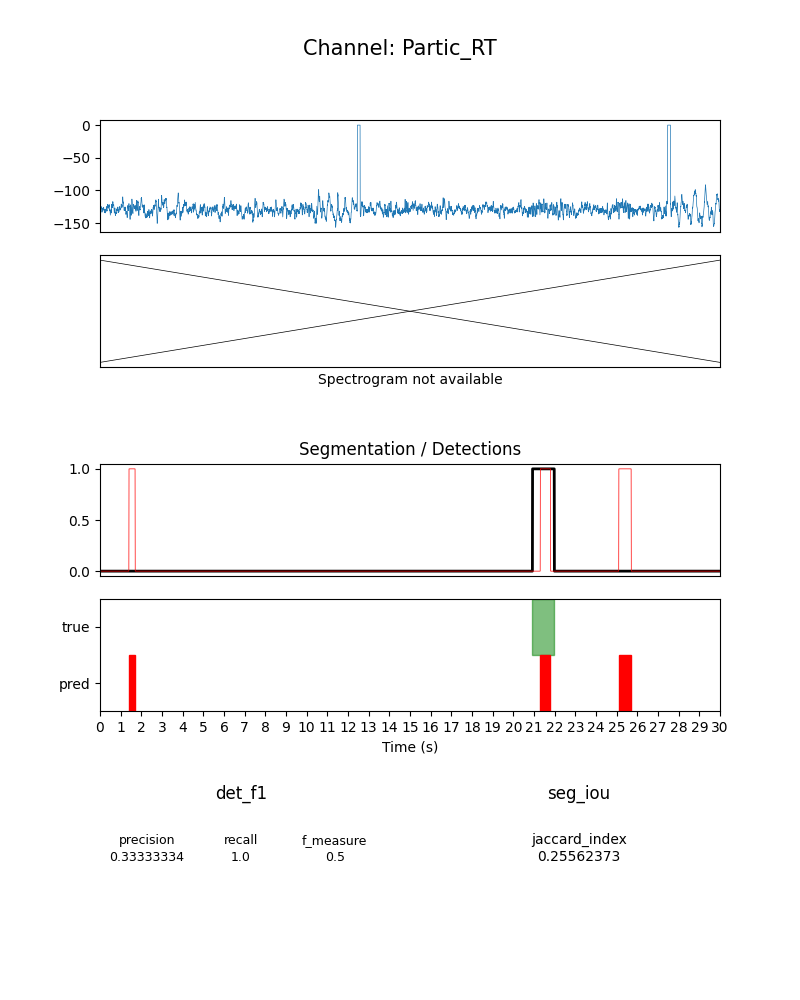 Channel: Partic_RT
0
−50
−100
−150
Spectrogram not available
Segmentation / Detections
1.0
0.5
0.0
true
pred
0 1 2 3 4 5 6 7 8 9 10 11 12 13 14 15 16 17 18 19 20 21 22 23 24 25 26 27 28 29 30
Time (s)
det_f1 seg_iou
precision recall f_measure jaccard_index
0.33333334 1.0 0.5 0.25562373